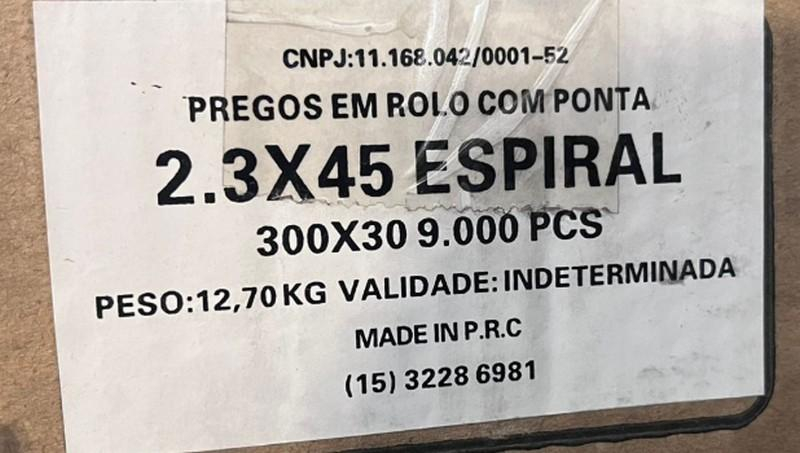 CNPJ:11.168.042/0001-52
PREGOS EM ROLO COM PONTA
2.3X45 ESPIRAL
300X30 9.000 PCS
PESO:12,70KG VALIDADE:INDETERMINADA
MADE IN P.R.C
(15) 3228 6981